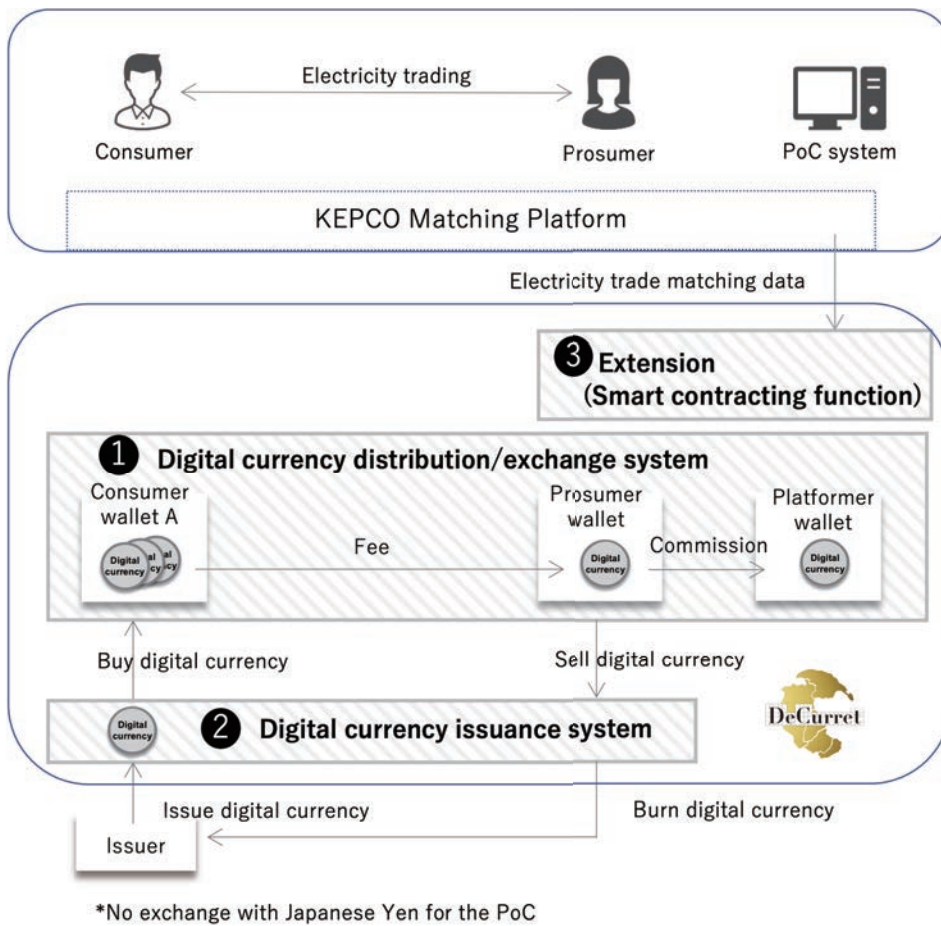 Electricity trading
Consumer
Prosumer
PoC system
KEPCO Matching Platform
Electricity trade matching data
3 Extension
(Smart contracting function)
1 Digital currency distribution/exchange system
Consumer
wallet A
Digital
currency
Fee
Prosumer
wallet
Digital
currency
Commission
Platformer
wallet
Digital
currency
Buy digital currency
Sell digital currency
DeCurret
Digital
currency
2 Digital currency issuance system
Issue digital currency
Burn digital currency
Issuer
*No exchange with Japanese Yen for the PoC